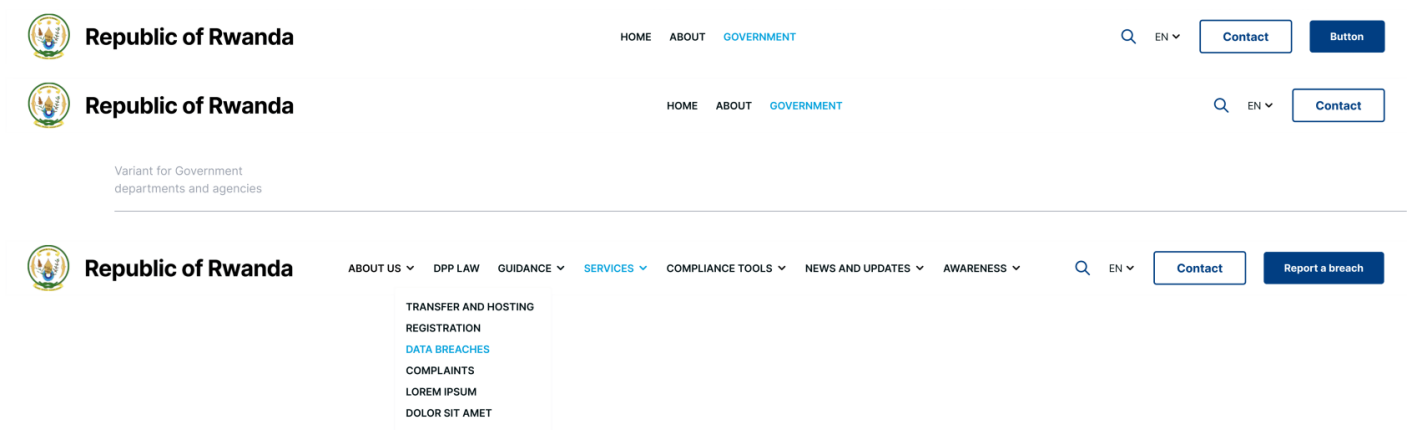 Republic of Rwanda HOME ABOUT GOVERNMENT EN Contact Button
Republic of Rwanda HOME ABOUT GOVERNMENT EN Contact
Variant for Government
departments and agencies
Republic of Rwanda ABOUT US DPP LAW GUIDANCE SERVICES COMPLIANCE TOOLS NEWS AND UPDATES AWARENESS EN Contact Report a breach
TRANSFER AND HOSTING
REGISTRATION
DATA BREACHES
COMPLAINTS
LOREM IPSUM
DOLOR SIT AMET